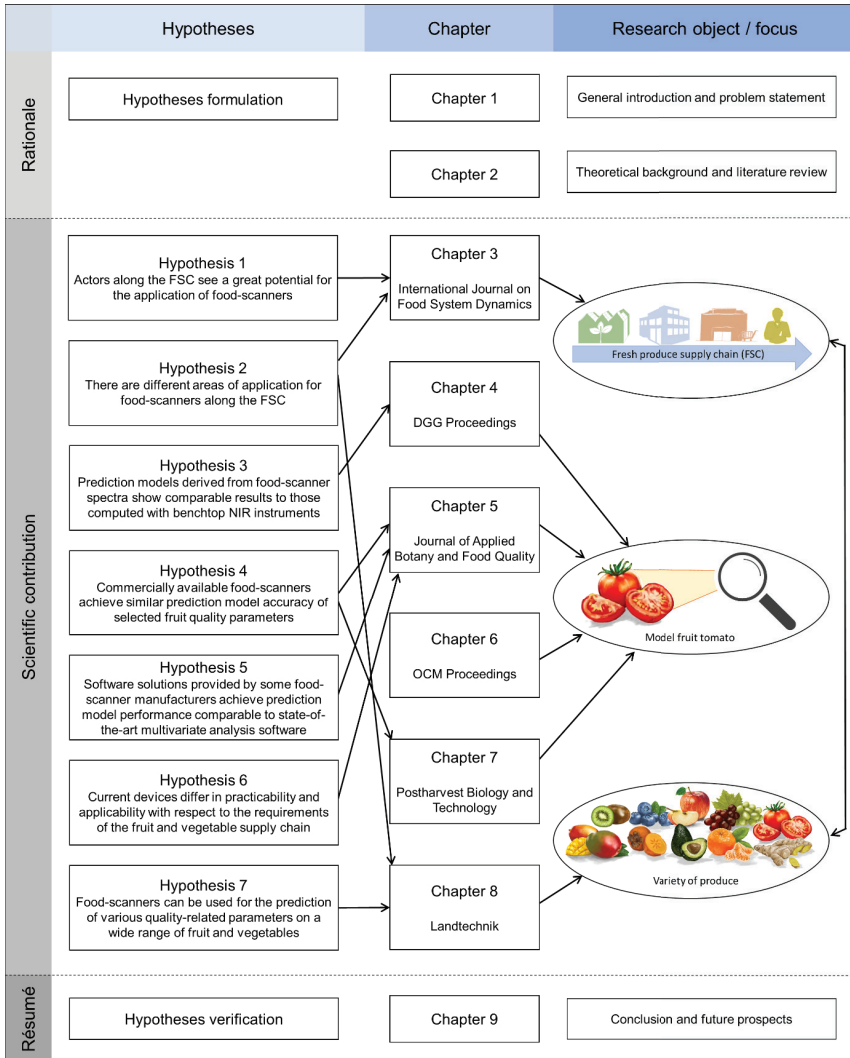 Hypotheses
Chapter
Research object / focus
Rationale
Hypotheses formulation
Chapter 1
General introduction and problem statement
Chapter 2
Theoretical background and literature review
Scientific contribution
Hypothesis 1
Actors along the FSC see a great potential for
the application of food-scanners
Hypothesis 2
There are different areas of application for
food-scanners along the FSC
Hypothesis 3
Prediction models derived from food-scanner
spectra show comparable results to those
computed with benchtop NIR instruments
Hypothesis 4
Commercially available food-scanners
achieve similar prediction model accuracy of
selected fruit quality parameters
Hypothesis 5
Software solutions provided by some food-
scanner manufacturers achieve prediction
model performance comparable to state-of-
the-art multivariate analysis software
Hypothesis 6
Current devices differ in practicability and
applicability with respect to the requirements
of the fruit and vegetable supply chain
Hypothesis 7
Food-scanners can be used for the prediction
of various quality-related parameters on a
wide range of fruit and vegetables
Chapter 3
International Journal on
Food System Dynamics
Chapter 4
DGG Proceedings
Chapter 5
Journal of Applied
Botany and Food Quality
Chapter 6
OCM Proceedings
Chapter 7
Postharvest Biology and
Technology
Chapter 8
Landtechnik
Fresh produce supply chain (FSC)
Model fruit tomato
Variety of produce
Résumé
Hypotheses verification
Chapter 9
Conclusion and future prospects